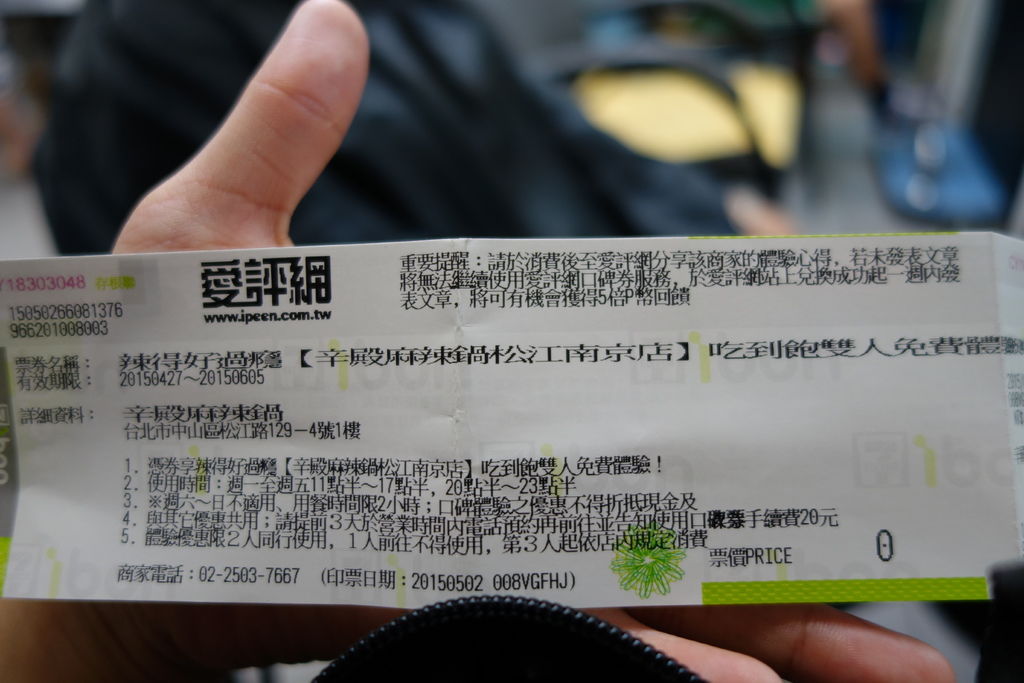 Y18303048 存根聯
15050266081376
966201008003
愛評網
www.ipeen.com.tw
重要提醒：請於消費後至愛評網分享該商家的體驗心得，若未發表文章
將無法繼續使用愛評網口碑券服務，於愛評網站上兌換成功起一週內發
表文章，將可有機會獲得5倍P幣回饋
票券名稱： 辣得好過癮【辛殿麻辣鍋松江南京店】吃到飽雙人免費體
有效期限： 20150427～20150605
詳細資料： 辛殿麻辣鍋
台北市中山區松江路129－4號1樓
1. 憑券享辣得好過癮【辛殿麻辣鍋松江南京店】吃到飽雙人免費體驗！
2. 使用時間：週一至週五11點半～17點半，20點半～23點半
3. ※週六～日不適用、用餐時間限2小時；口碑體驗之優惠不得折抵現金及
4. 與其它優惠共用；請提前3天於營業時間內電話預約再前往並告知使用口碑券
5. 體驗優惠限2人同行使用，1人前往不得使用，第3人起依店內規定消費
手續費20元
票價PRICE 0
商家電話：02-2503-7667 (印票日期：20150502 008VGFHJ)